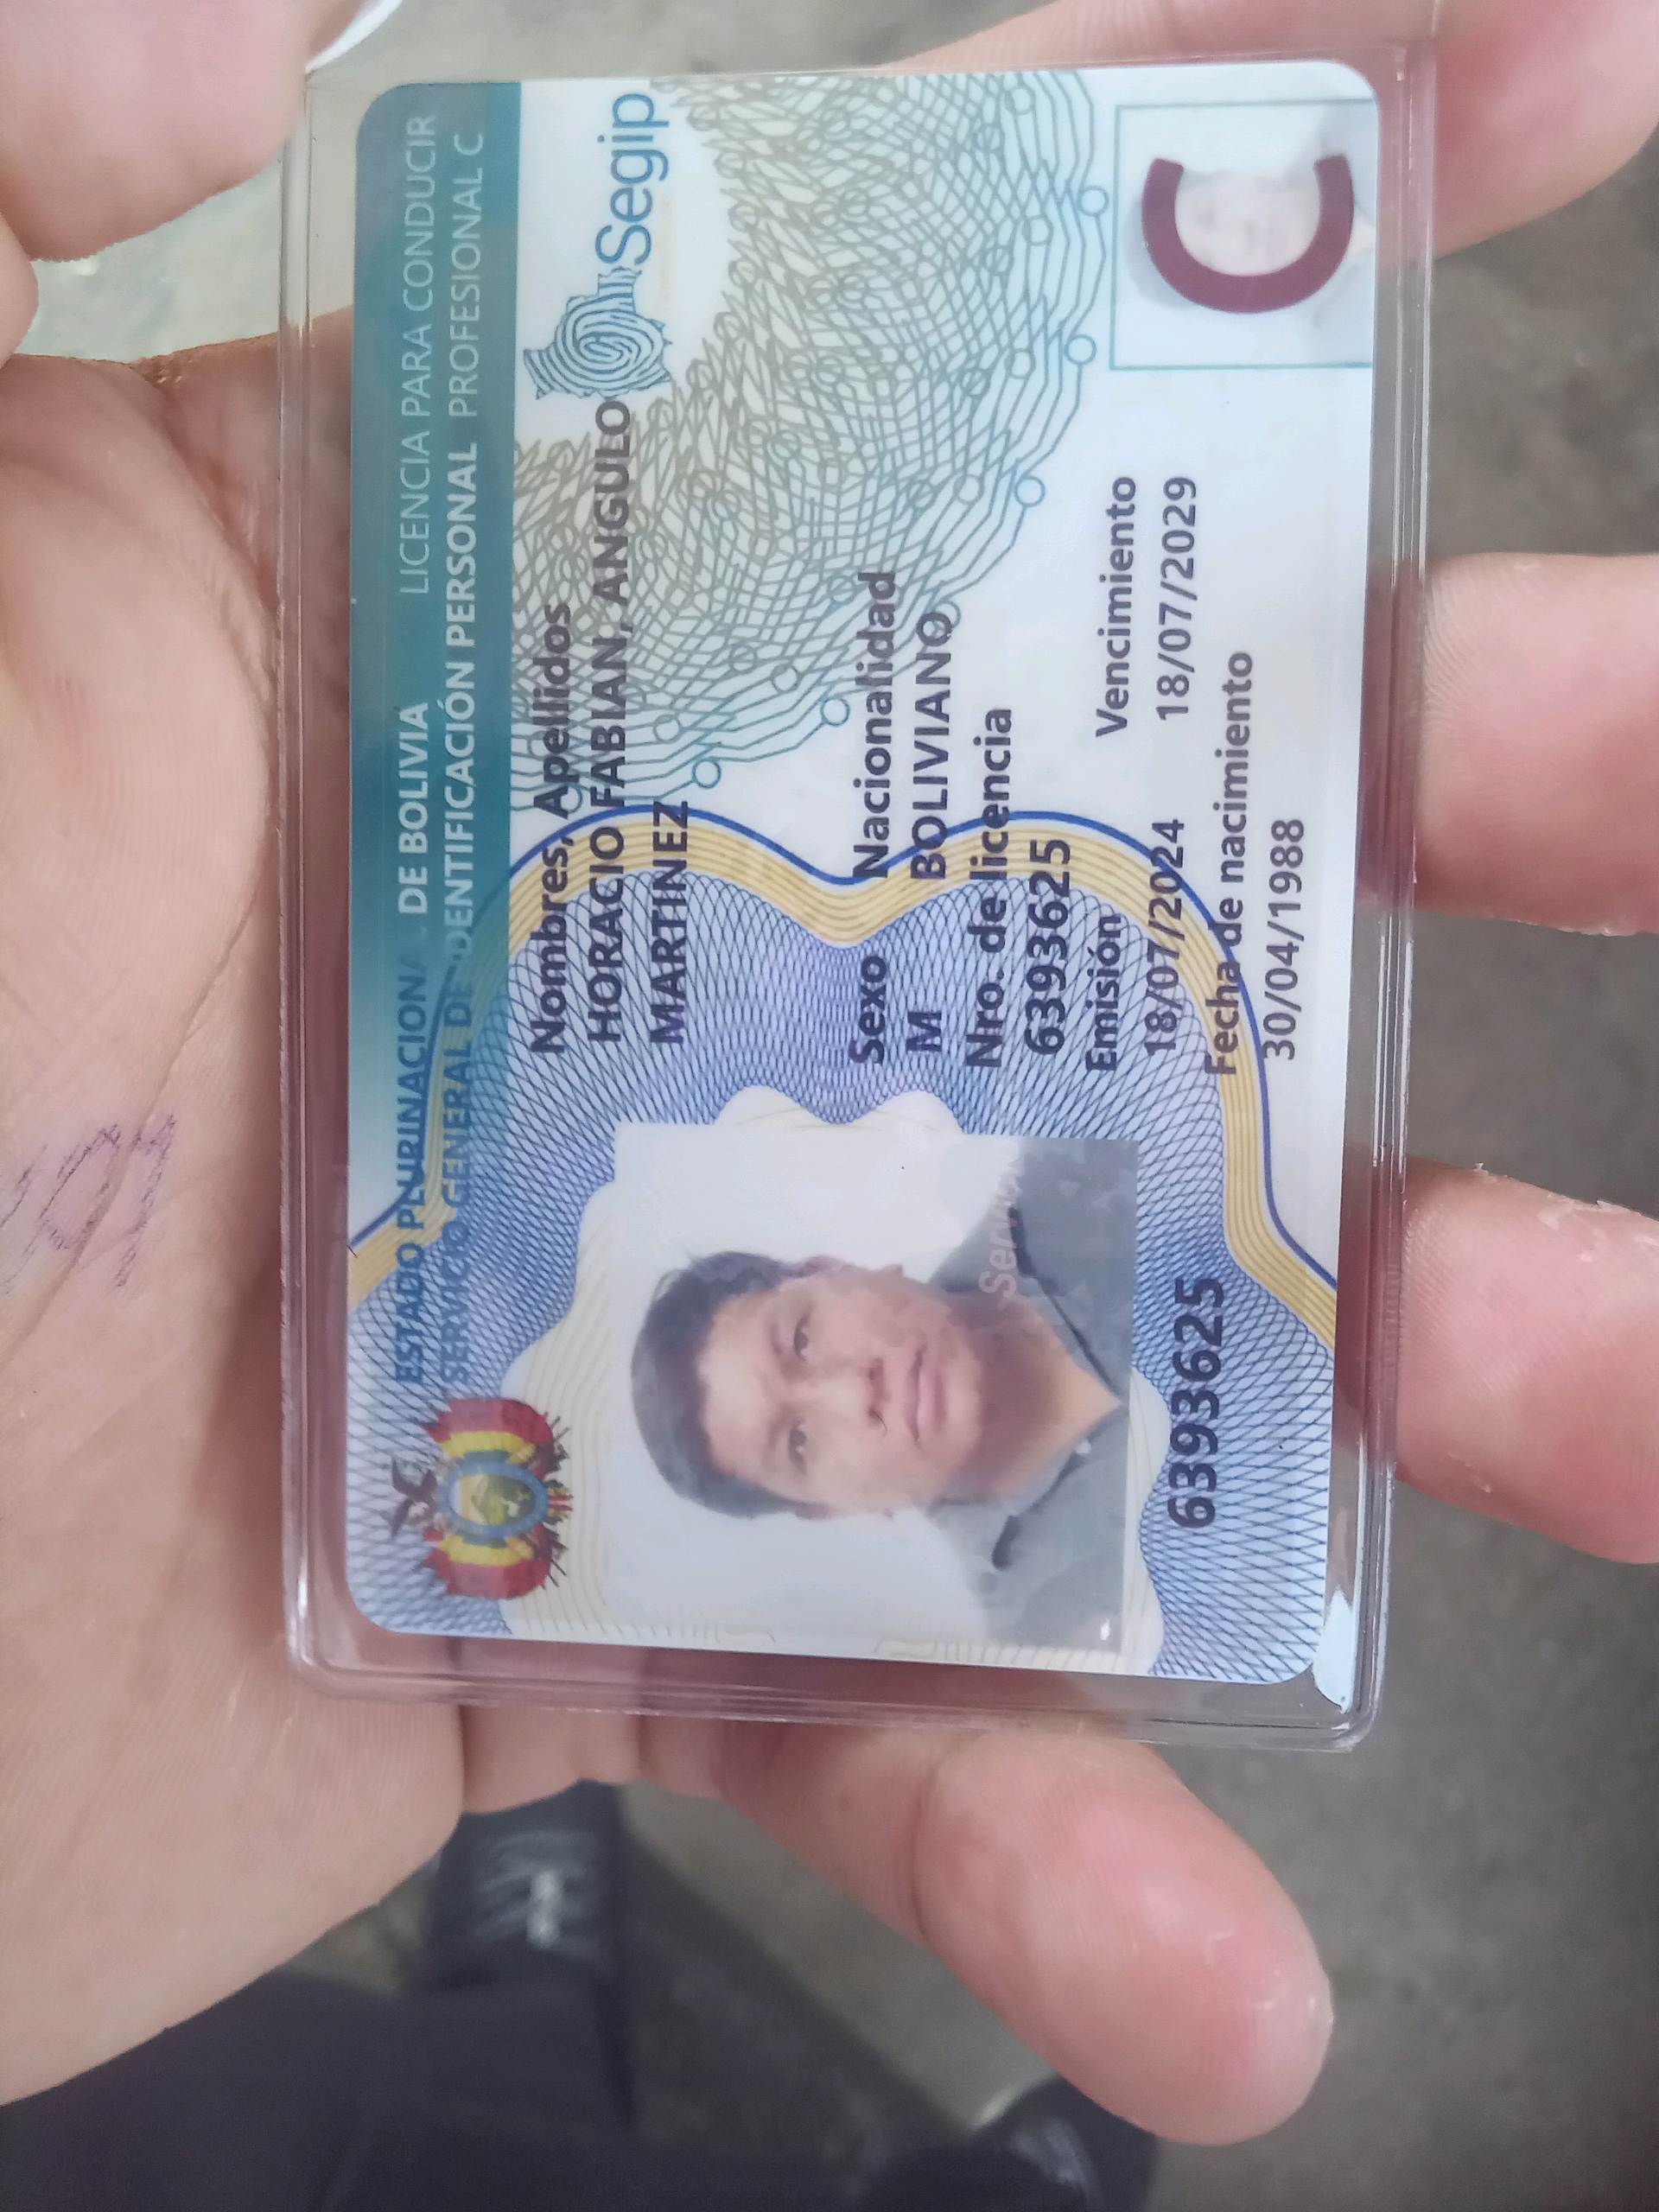 ESTADO PLURINACIONAL DE BOLIVIA
LICENCIA PARA CONDUCIR
SERVICIO GENERAL DE IDENTIFICACIÓN PERSONAL
PROFESIONAL C
Segip
Nombres, Apellidos
HORACIO FABIAN, ANGULO
MARTINEZ
Sexo Nacionalidad
M BOLIVIANO
Nro. de licencia
6393625
Emisión Vencimiento
18/07/2024 18/07/2029
Fecha de nacimiento
30/04/1988
6393625
C